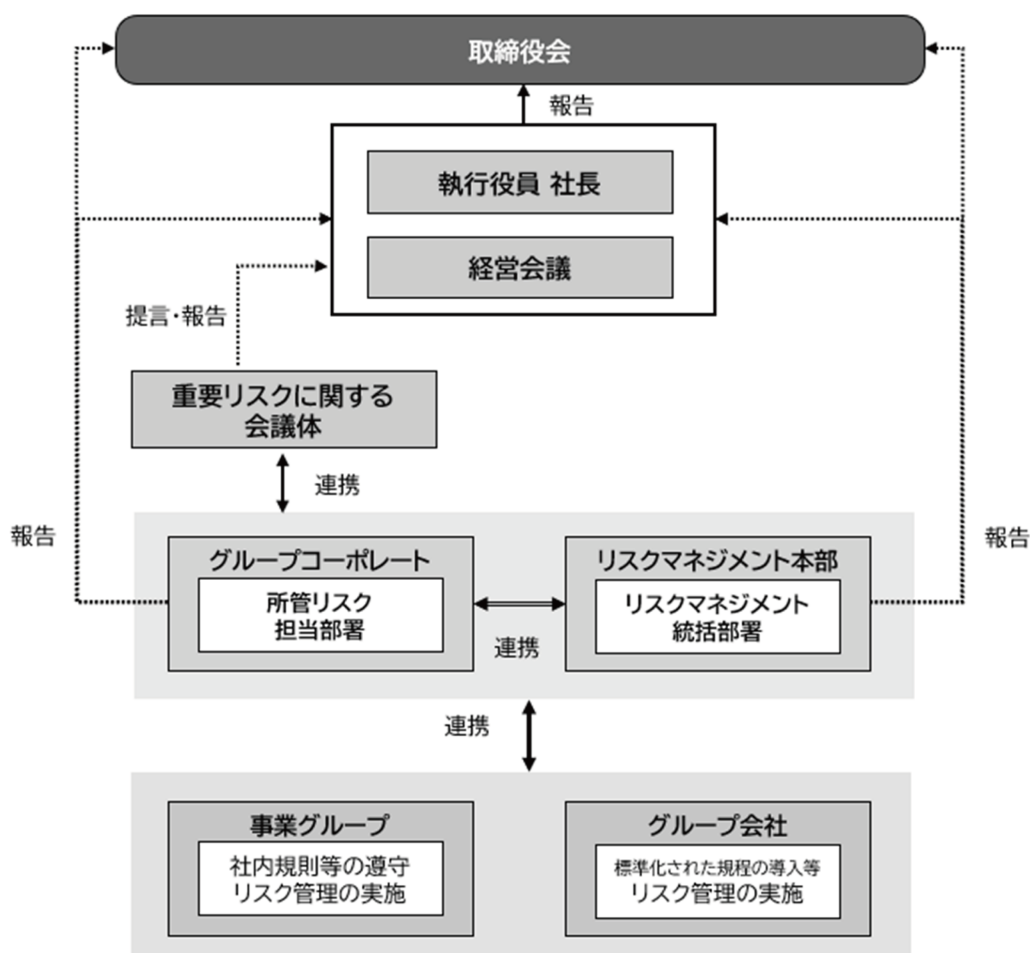 取締役会
報告
執行役員 社長
経営会議
提言・報告
重要リスクに関する
会議体
連携
報告
報告
グループコーポレート
所管リスク
担当部署
連携
リスクマネジメント本部
リスクマネジメント
統括部署
連携
事業グループ
社内規則等の遵守
リスク管理の実施
グループ会社
標準化された規程の導入等
リスク管理の実施